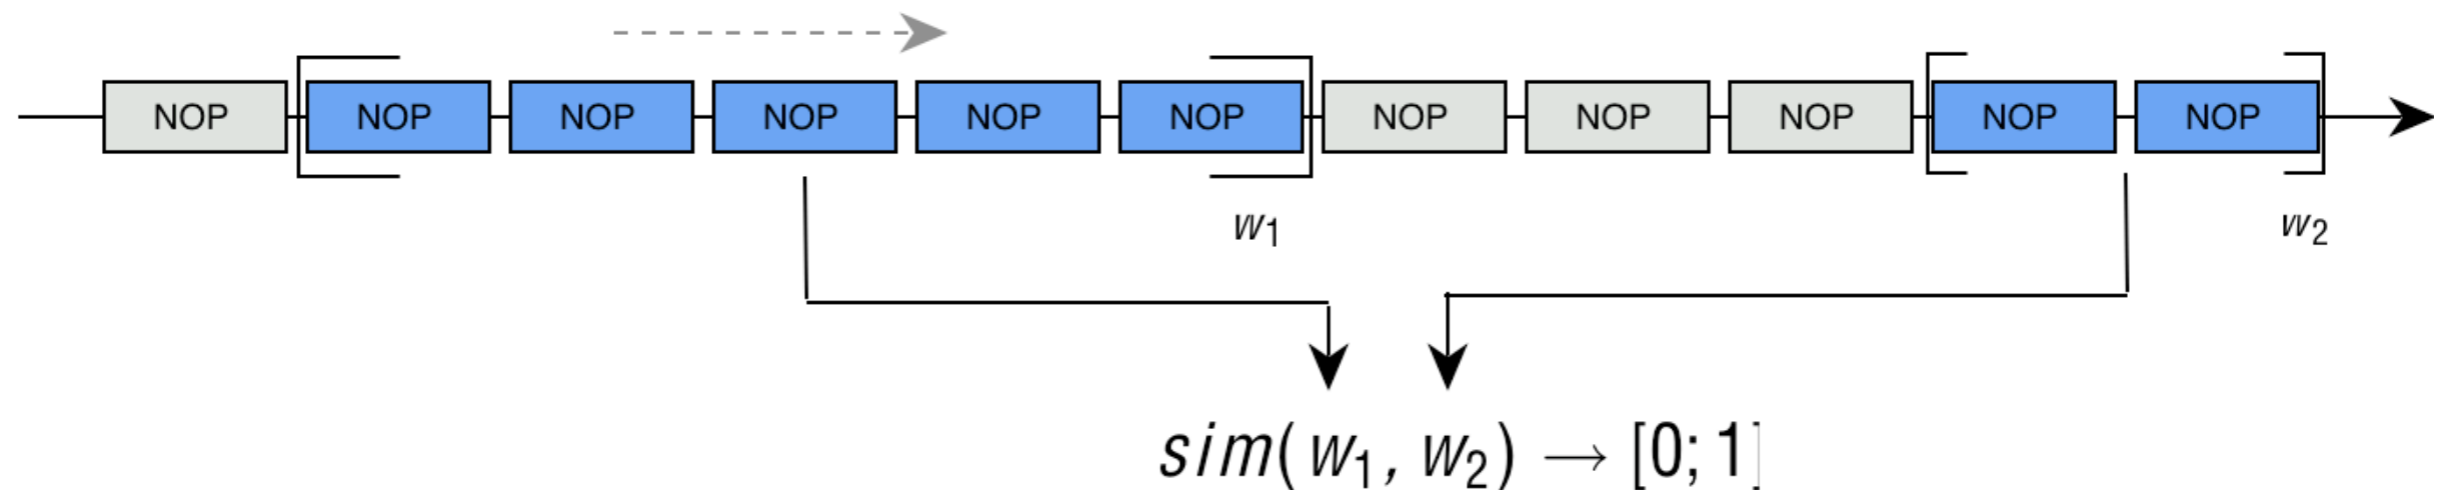 NOP NOP NOP NOP NOP NOP NOP NOP NOP NOP NOP
w₁ w₂
sim(w₁, w₂) → [0; 1]